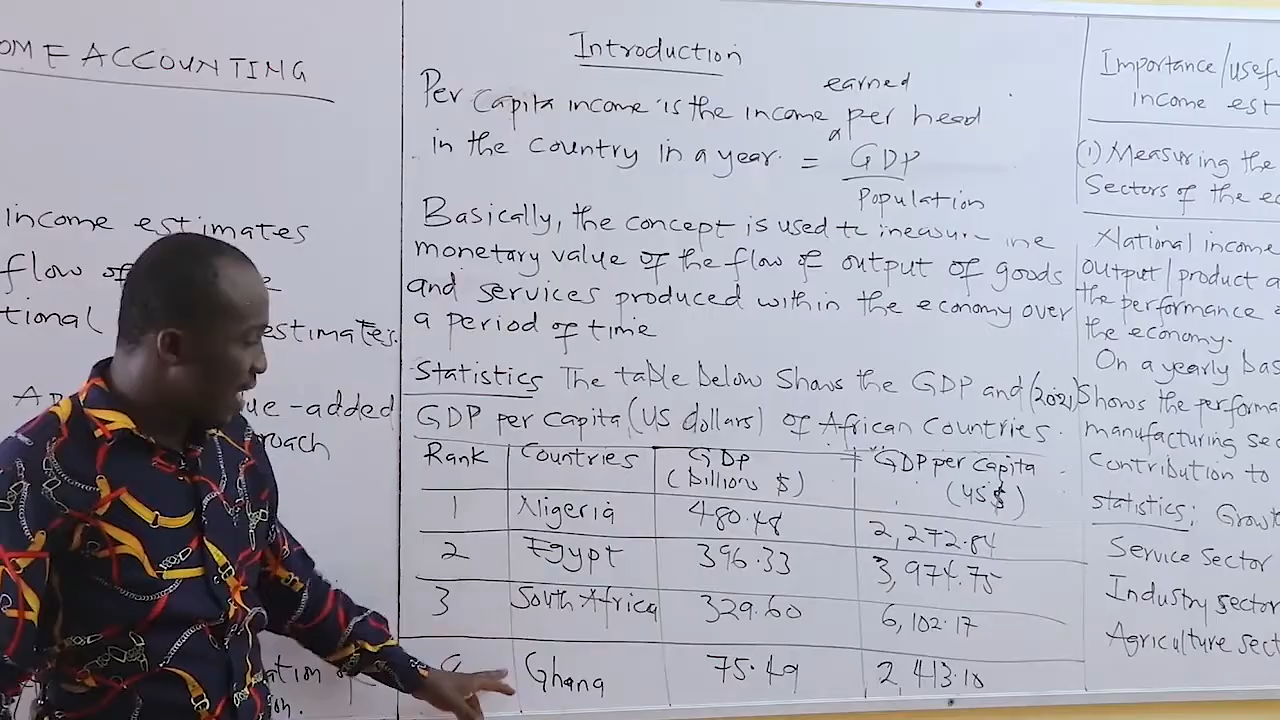 OME ACCOUNTING
income estimates
flow of
tional estimates.
ue-added
roach
Introduction
earned
Per Capita income is the income ^ per head
in the country in a year. = GDP
Population
Basically, the concept is used to measure the
monetary value of the flow of output of goods
and services produced within the economy over
a period of time
Statistics The table below Shows the GDP and (2021)
GDP per capita (US dollars) of African Countries.
Rank Countries GDP (billions $) GDP per Capita (US$)
1 Nigeria 480.48 2,272.84
2 Egypt 396.33 3,974.75
3 South Africa 329.60 6,102.17
Ghana 75.49 2,413.18
Importance/usef
income est
(1) Measuring the
Sectors of the e
National income
output/product a
the performance
the economy.
On a yearly bas
Shows the performa
manufacturing se
Contribution to
statistics; Growt
Service Sector
Industry sector
Agriculture sect